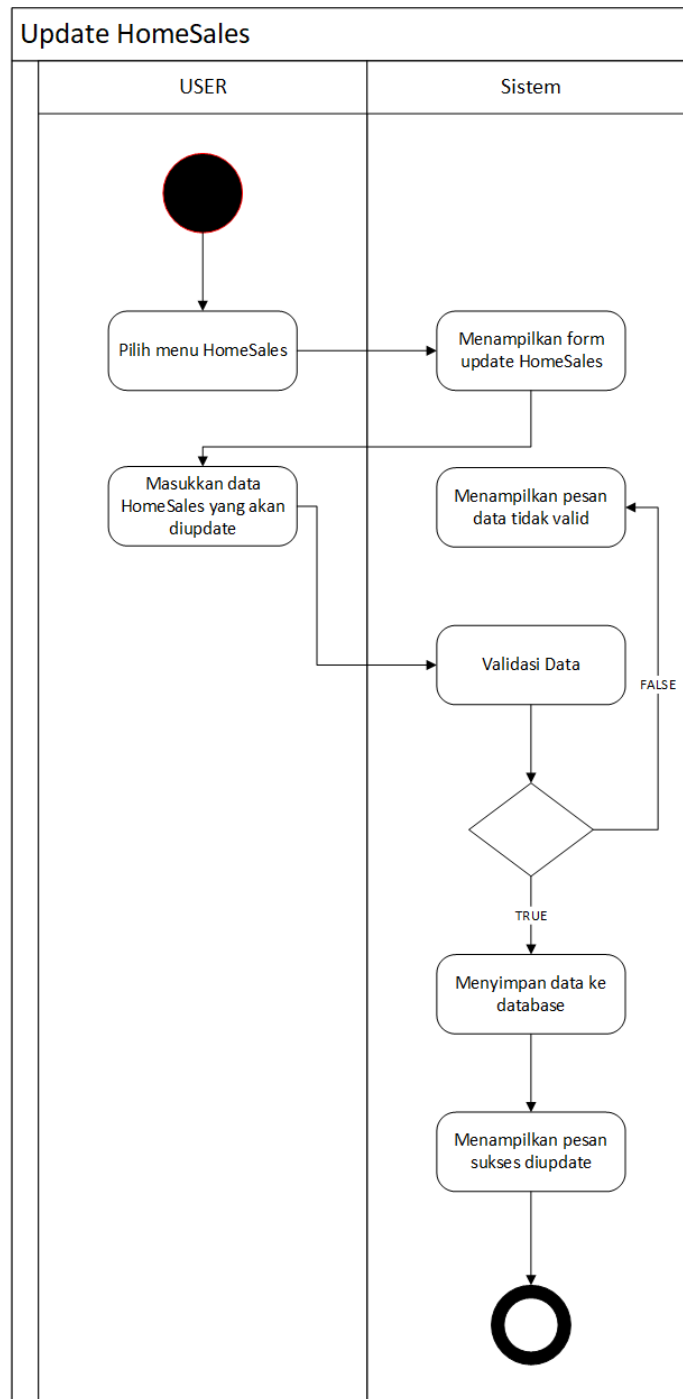 Update HomeSales
USER
Sistem
Pilih menu HomeSales
Menampilkan form
update HomeSales
Masukkan data
HomeSales yang akan
diupdate
Menampilkan pesan
data tidak valid
Validasi Data
FALSE
TRUE
Menyimpan data ke
database
Menampilkan pesan
sukses diupdate